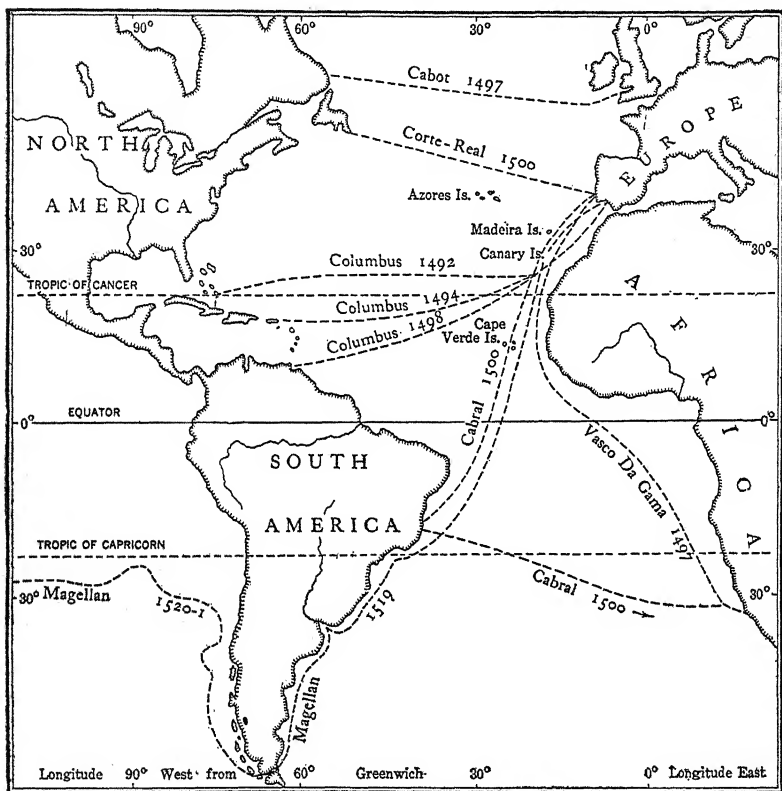 90° 60° 30° 0°
Cabot 1497
Corte-Real 1500
EUROPE
NORTH
AMERICA
Azores Is.
Madeira Is.
Canary Is.
30°
30°
Columbus 1492
TROPIC OF CANCER
Columbus 1494
Columbus 1498
AFRICA
Cape
Verde Is.
Cabral 1500
EQUATOR
0°
0°
Vasco Da Gama 1497
SOUTH
AMERICA
TROPIC OF CAPRICORN
Magellan 1520-1
30°
30°
1519
Magellan
Cabral 1500 →
Longitude 90° West from 60° Greenwich 30° 0° Longitude East